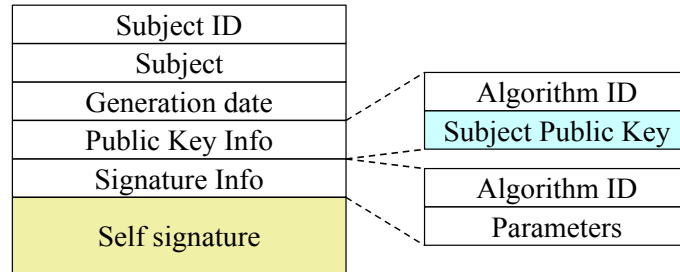 Subject ID
Subject
Generation date
Public Key Info
Signature Info
Self signature
Algorithm ID
Subject Public Key
Algorithm ID
Parameters